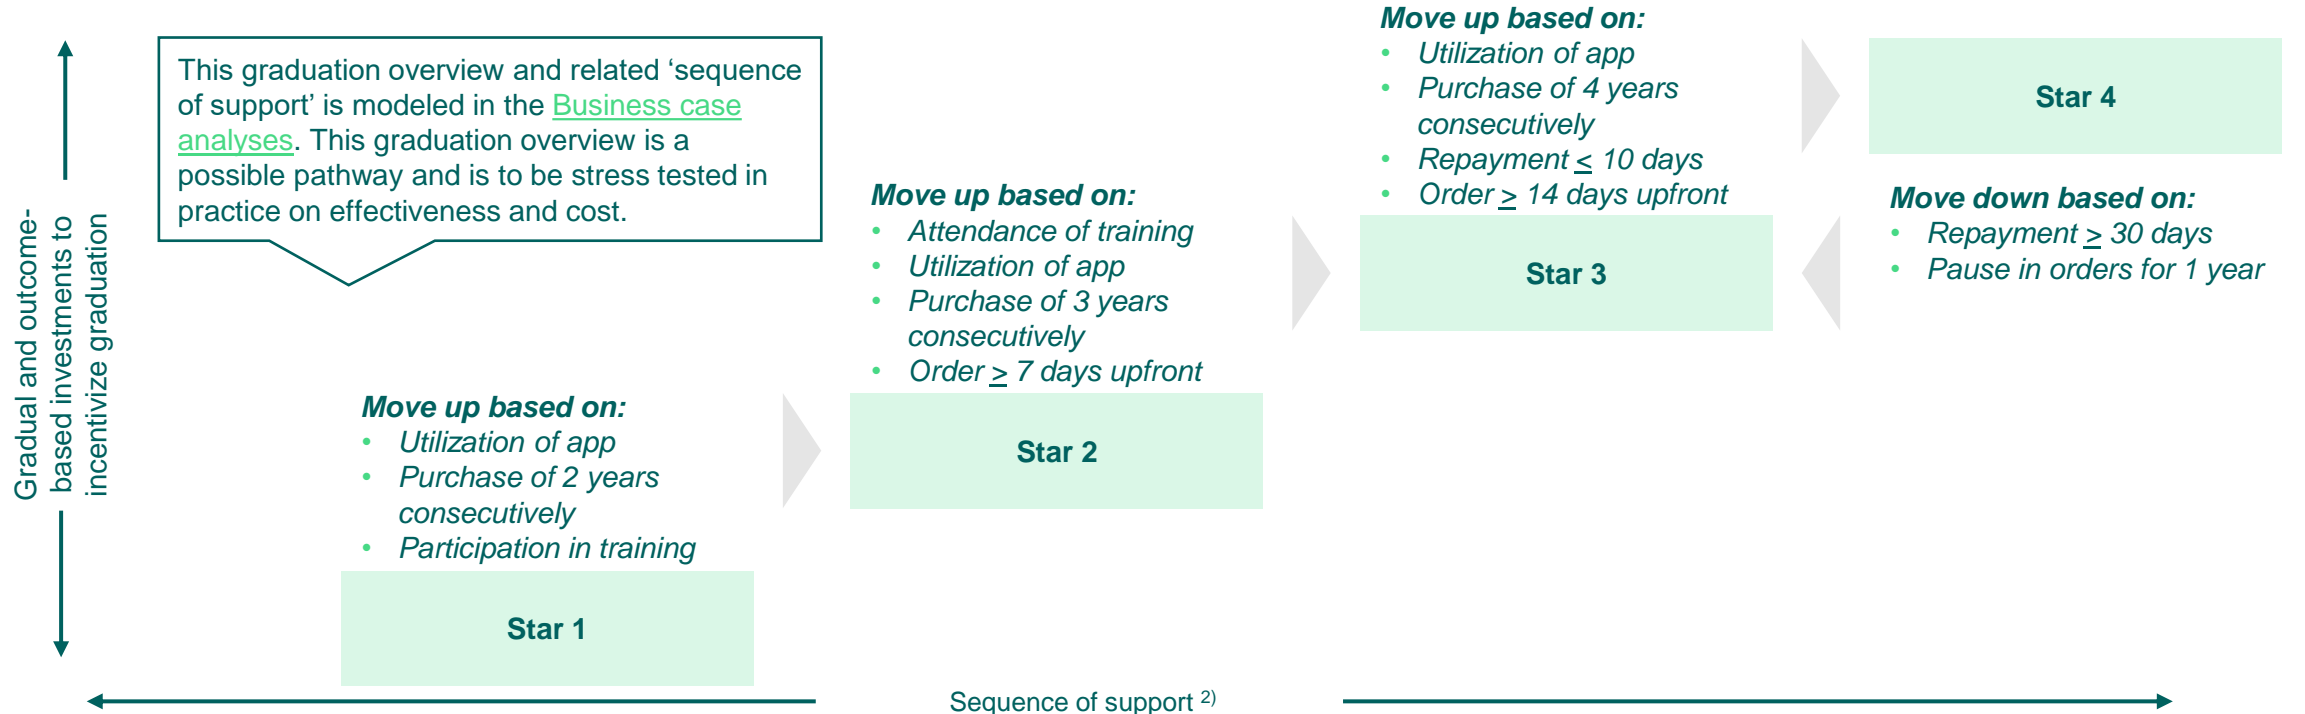 Gradual and outcome-
based investments to
incentivize graduation
This graduation overview and related ‘sequence
of support’ is modeled in the Business case
analyses. This graduation overview is a
possible pathway and is to be stress tested in
practice on effectiveness and cost.
Move up based on:
• Utilization of app
• Purchase of 2 years
consecutively
• Participation in training
Star 1
Move up based on:
• Attendance of training
• Utilization of app
• Purchase of 3 years
consecutively
• Order ≥ 7 days upfront
Star 2
Move up based on:
• Utilization of app
• Purchase of 4 years
consecutively
• Repayment ≤ 10 days
• Order ≥ 14 days upfront
Star 3
Star 4
Move down based on:
• Repayment ≥ 30 days
• Pause in orders for 1 year
Sequence of support 2)